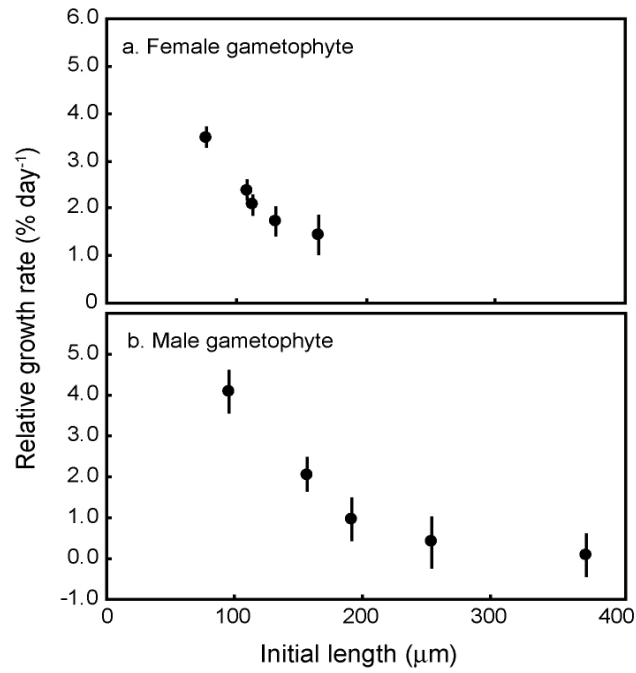 6.0
a. Female gametophyte
5.0
4.0
3.0
2.0
1.0
0
Relative growth rate (% day-1)
b. Male gametophyte
5.0
4.0
3.0
2.0
1.0
0.0
-1.0
0 100 200 300 400
Initial length (μm)